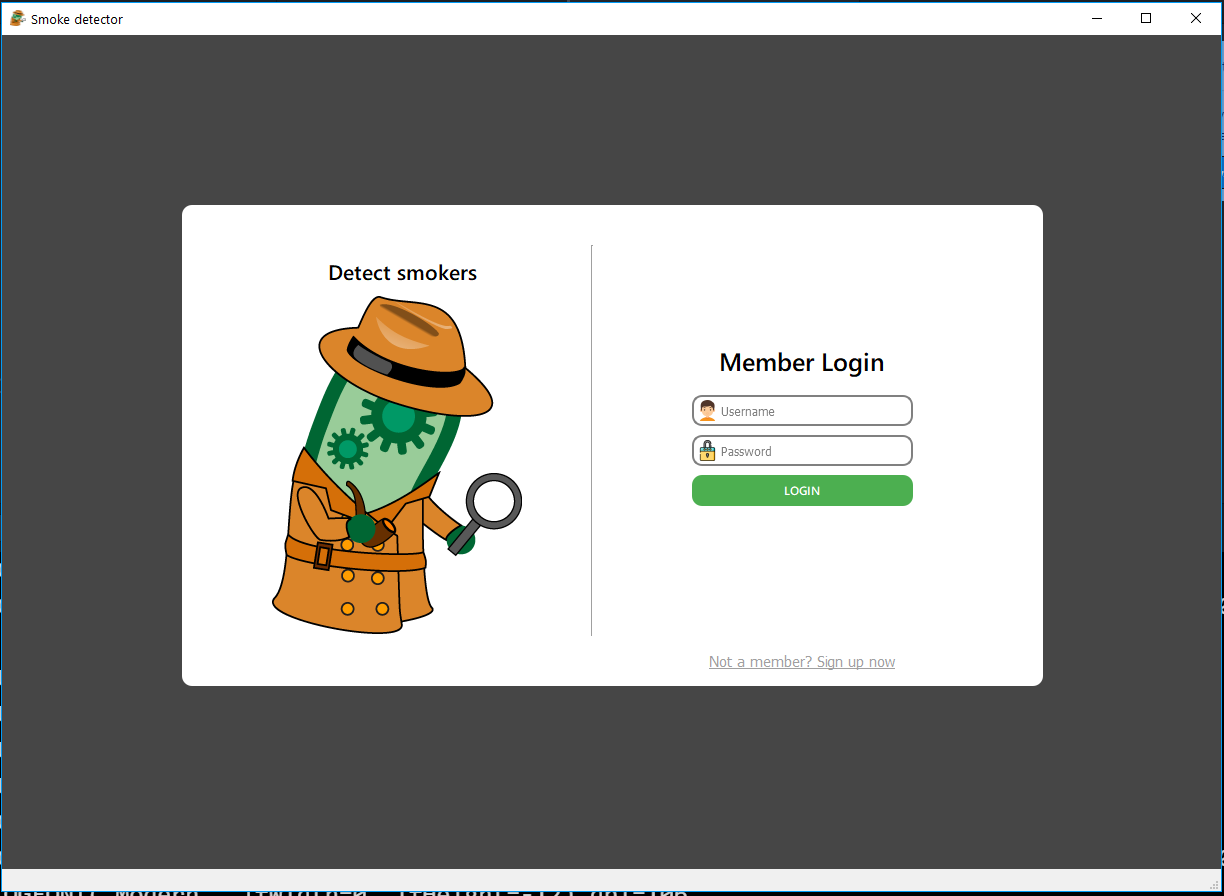 Smoke detector
Detect smokers
Member Login
Username
Password
LOGIN
Not a member? Sign up now